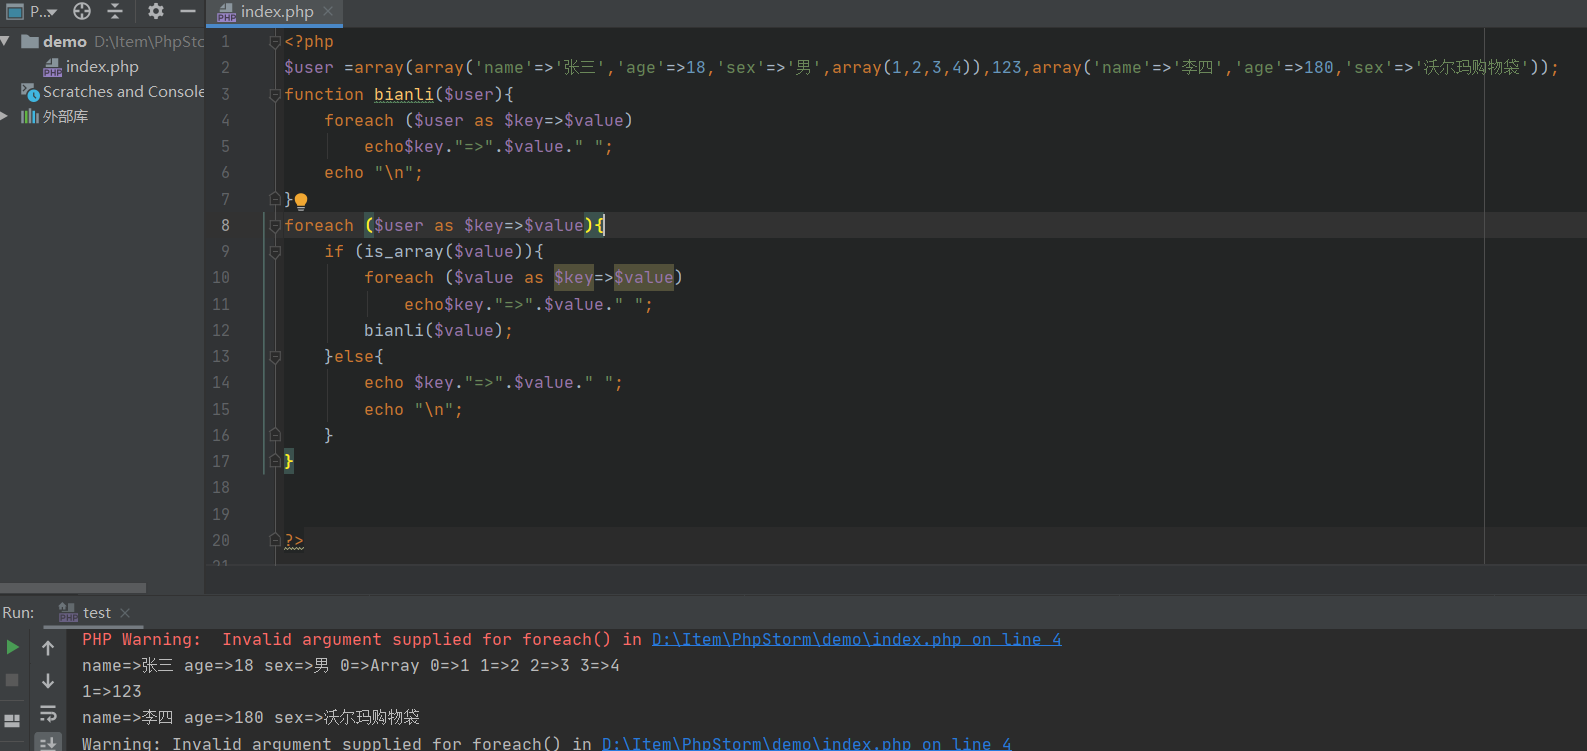 P...
index.php
demo D:\Item\PhpStc
index.php
Scratches and Console
外部库
1 <?php
2 $user =array(array('name'=>'张三','age'=>18,'sex'=>'男',array(1,2,3,4)),123,array('name'=>'李四','age'=>180,'sex'=>'沃尔玛购物袋'));
3 function bianli($user){
4 foreach ($user as $key=>$value)
5 echo$key."=>".$value." ";
6 echo "\n";
7 }
8 foreach ($user as $key=>$value){
9 if (is_array($value)){
10 foreach ($value as $key=>$value)
11 echo$key."=>".$value." ";
12 bianli($value);
13 }else{
14 echo $key."=>".$value." ";
15 echo "\n";
16 }
17 }
18
19
20 ?>
21
Run: test
PHP Warning:  Invalid argument supplied for foreach() in D:\Item\PhpStorm\demo\index.php on line 4
name=>张三 age=>18 sex=>男 0=>Array 0=>1 1=>2 2=>3 3=>4
1=>123
name=>李四 age=>180 sex=>沃尔玛购物袋
Warning: Invalid argument supplied for foreach() in D:\Item\PhpStorm\demo\index.php on line 4